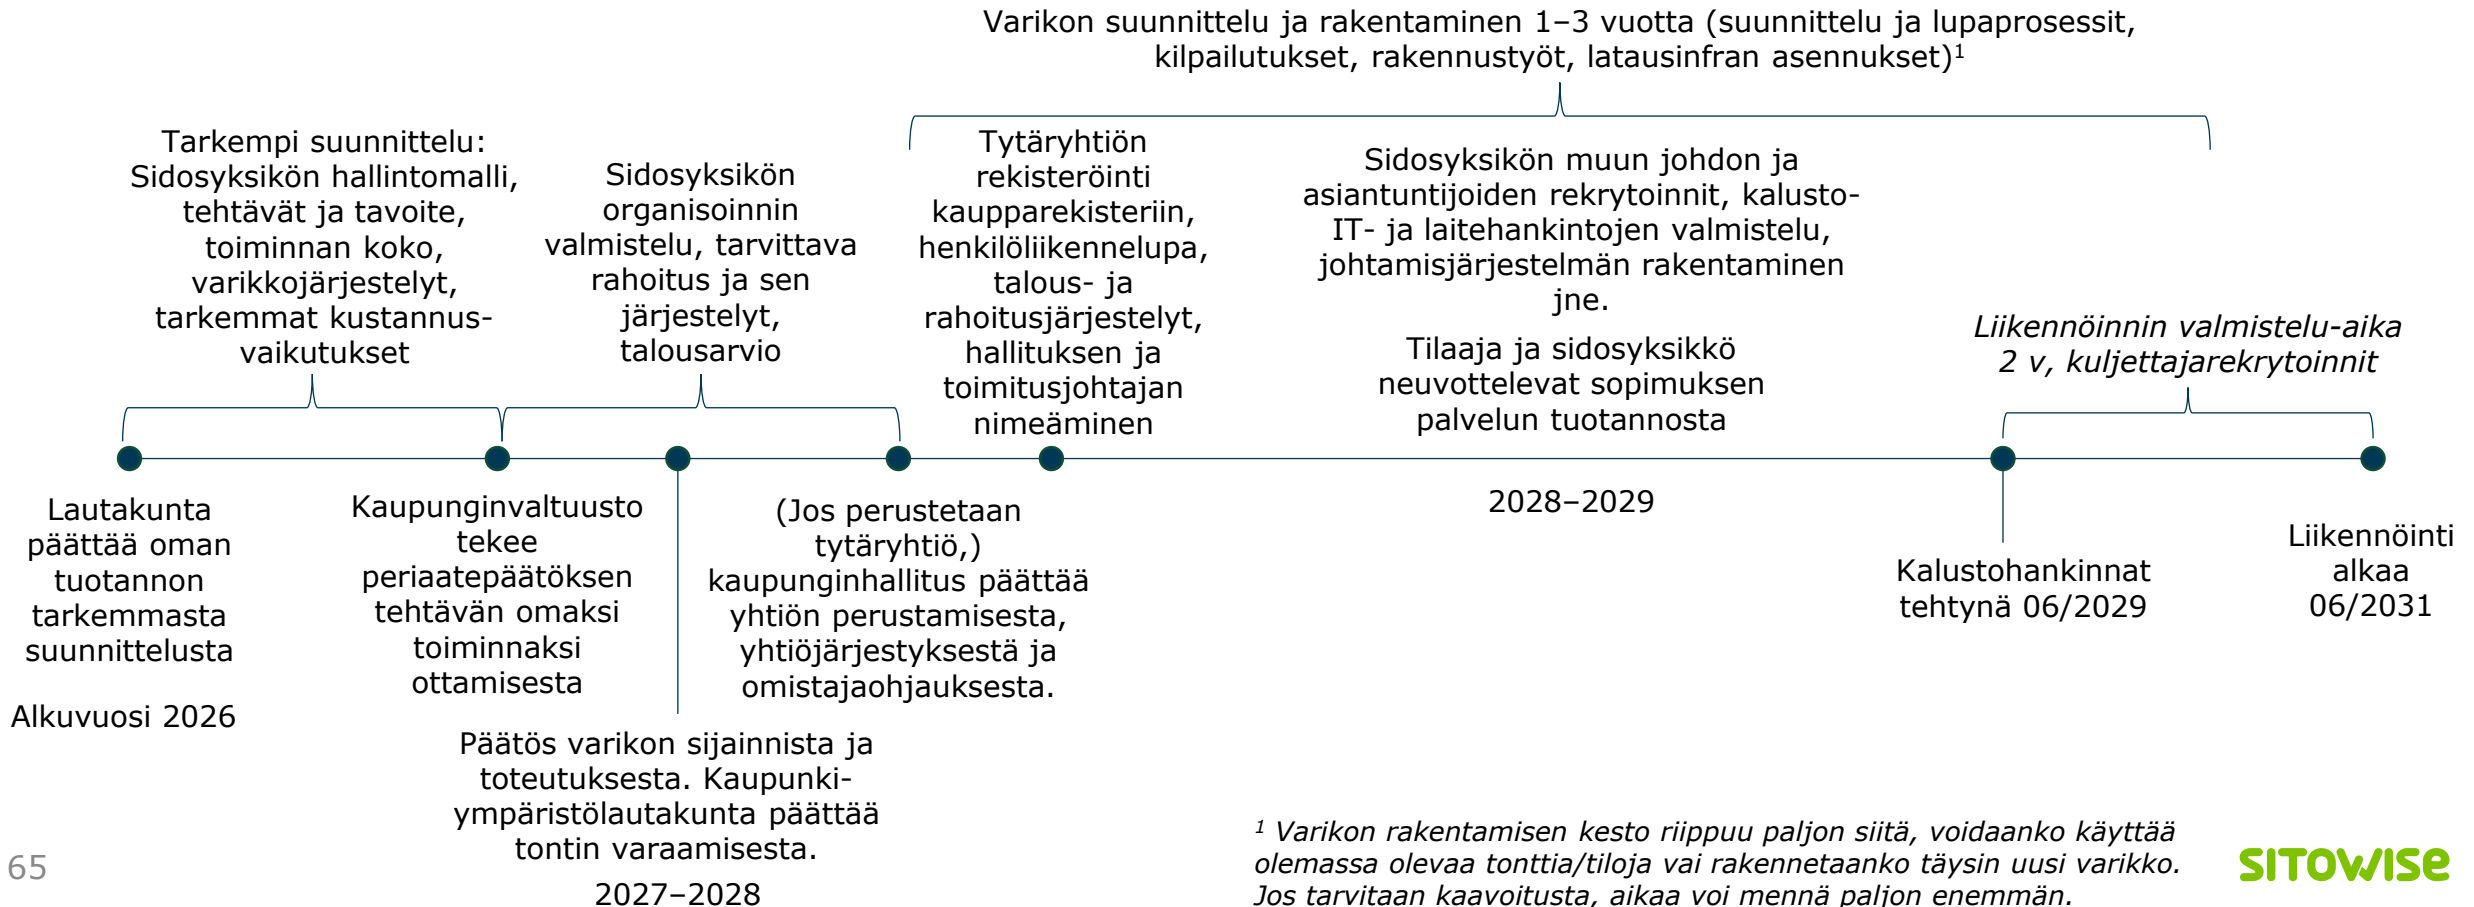 Varikon suunnittelu ja rakentaminen 1–3 vuotta (suunnittelu ja lupaprosessit,
kilpailutukset, rakennustyöt, latausinfran asennukset)¹
Tarkempi suunnittelu:
Sidosyksikön hallintomalli,
tehtävät ja tavoite,
toiminnan koko,
varikkojärjestelyt,
tarkemmat kustannus-
vaikutukset
Sidosyksikön
organisoinnin
valmistelu, tarvittava
rahoitus ja sen
järjestelyt,
talousarvio
Tytäryhtiön
rekisteröinti
kaupparekisteriin,
henkilöliikennelupa,
talous- ja
rahoitusjärjestelyt,
hallituksen ja
toimitusjohtajan
nimeäminen
Sidosyksikön muun johdon ja
asiantuntijoiden rekrytoinnit, kalusto-
IT- ja laitehankintojen valmistelu,
johtamisjärjestelmän rakentaminen
jne.
Tilaaja ja sidosyksikkö
neuvottelevat sopimuksen
palvelun tuotannosta
Liikennöinnin valmistelu-aika
2 v, kuljettajarekrytoinnit
Lautakunta
päättää oman
tuotannon
tarkemmasta
suunnittelusta
Alkuvuosi 2026
Kaupunginvaltuusto
tekee
periaatepäätöksen
tehtävän omaksi
toiminnaksi
ottamisesta
Päätös varikon sijainnista ja
toteutuksesta. Kaupunki-
ympäristölautakunta päättää
tontin varaamisesta.
2027–2028
(Jos perustetaan
tytäryhtiö,)
kaupunginhallitus päättää
yhtiön perustamisesta,
yhtiöjärjestyksestä ja
omistajaohjauksesta.
2028–2029
Kalustohankinnat
tehtynä 06/2029
Liikennöinti
alkaa
06/2031
¹ Varikon rakentamisen kesto riippuu paljon siitä, voidaanko käyttää
olemassa olevaa tonttia/tiloja vai rakennetaanko täysin uusi varikko.
Jos tarvitaan kaavoitusta, aikaa voi mennä paljon enemmän.
65
SITOWISE